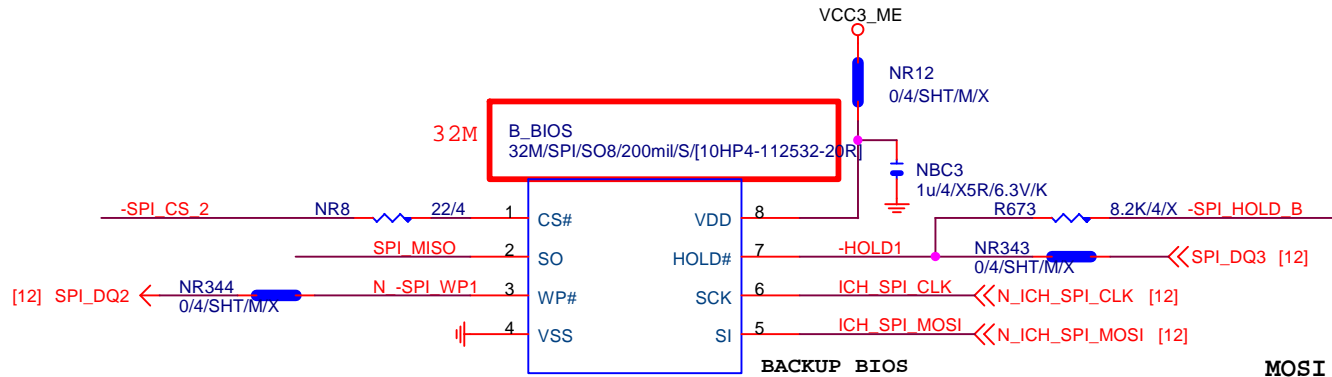 VCC3_ME
NR12
0/4/SHT/M/X
32M
B_BIOS
32M/SPI/SO8/200mil/S/[10HP4-112532-20R]
NBC3
1u/4/X5R/6.3V/K
-SPI_CS_2
NR8
22/4
1
CS#
VDD
8
R673
8.2K/4/X
-SPI_HOLD_B
SPI_MISO
2
SO
HOLD#
7
-HOLD1
NR343
0/4/SHT/M/X
SPI_DQ3 [12]
[12] SPI_DQ2
NR344
0/4/SHT/M/X
N_-SPI_WP1
3
WP#
SCK
6
ICH_SPI_CLK
N_ICH_SPI_CLK [12]
4
VSS
SI
5
ICH_SPI_MOSI
N_ICH_SPI_MOSI [12]
BACKUP BIOS
MOSI